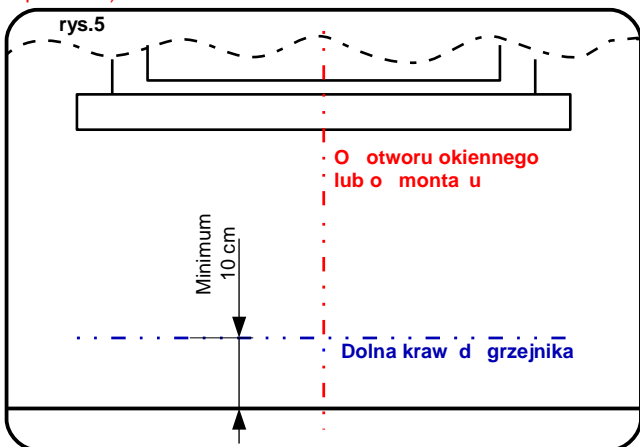 rys.5
O otworu okiennego
lub o monta u
Minimum
10 cm
Dolna kraw d grzejnika